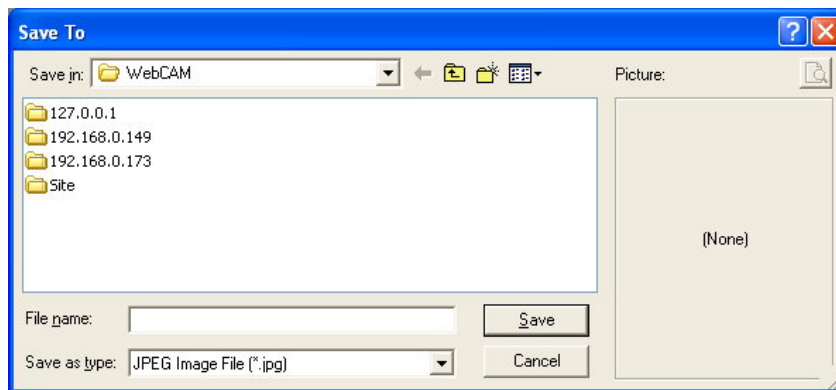 Save To
Save in: WebCAM
Picture:
127.0.0.1
192.168.0.149
192.168.0.173
Site
(None)
File name:
Save
Save as type: JPEG Image File (*.jpg)
Cancel